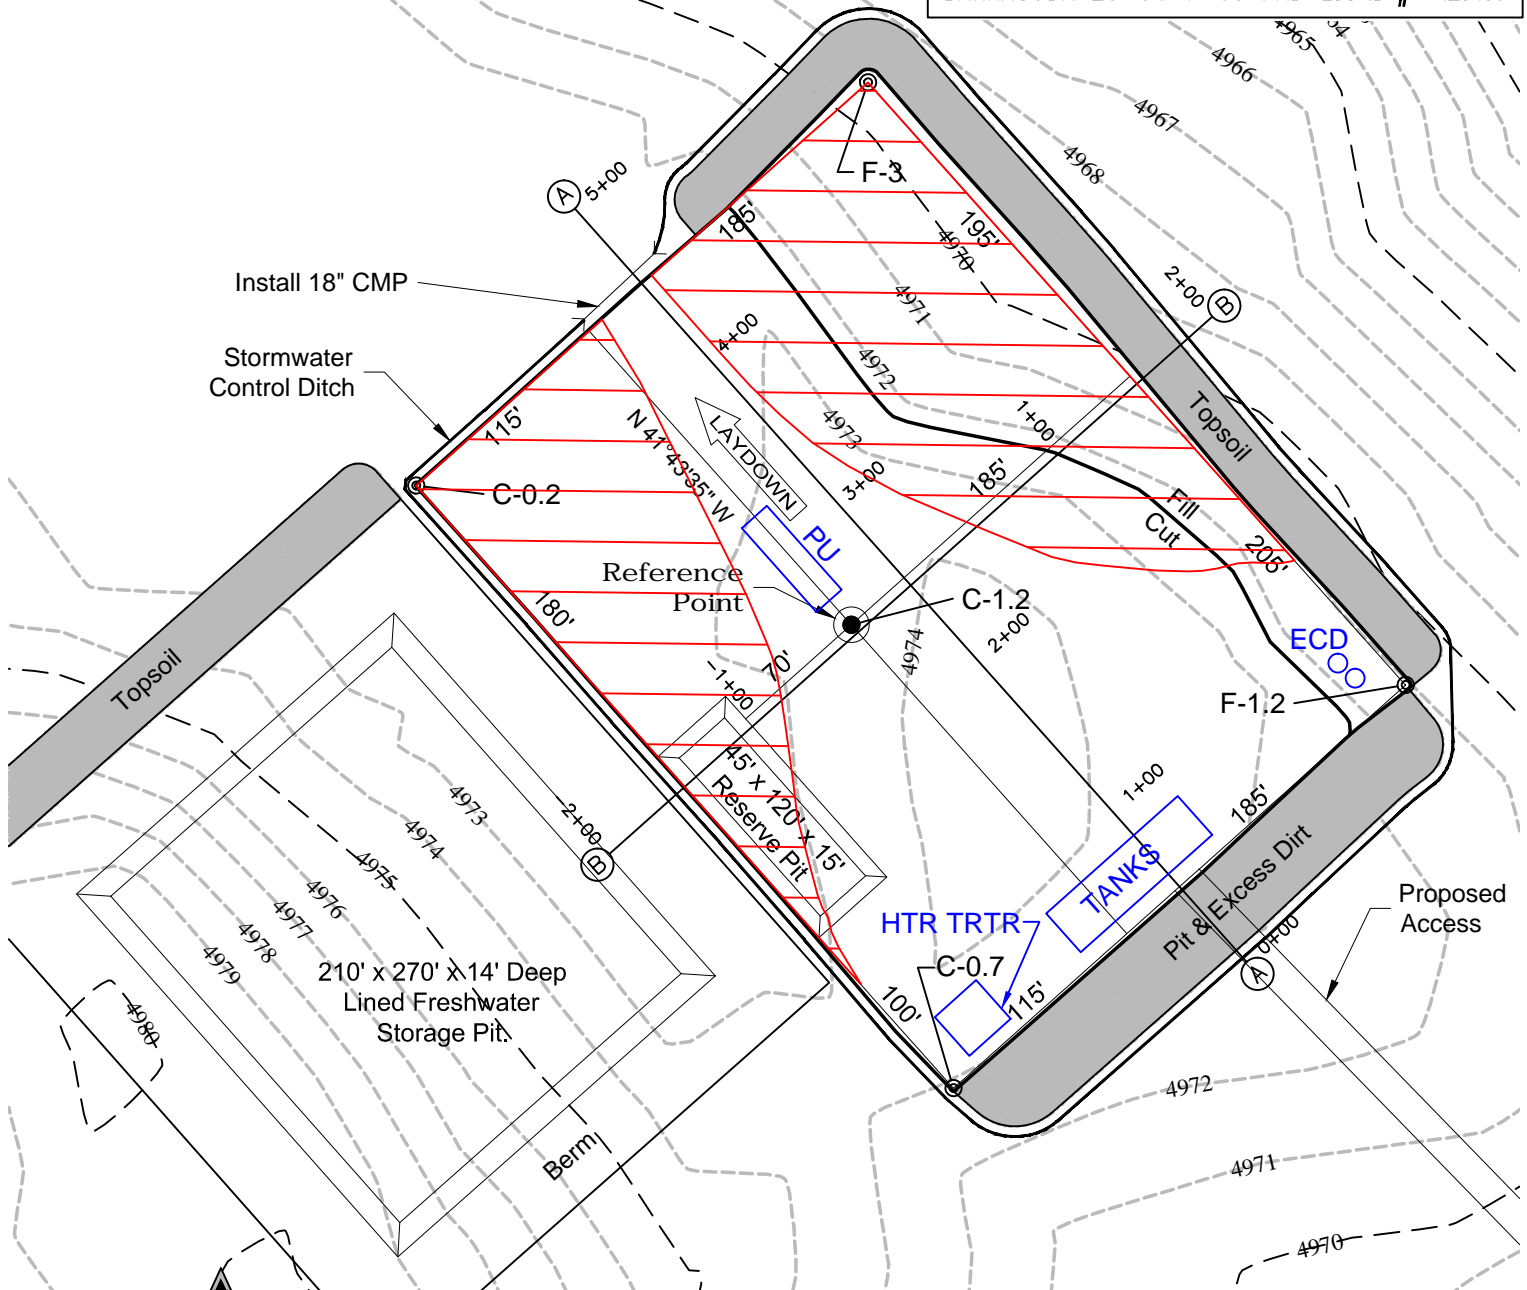 4965
4966
4967
4968
A
5+00
F-3
185'
195'
4970
Install 18" CMP
2+00
B
4971
4+00
Stormwater
Control Ditch
4972
115'
N 41°43'35" W
LAYDOWN
4973
1+00
Topsoil
3+00
185'
C-0.2
Fill
Cut
PU
205'
Reference
Point
C-1.2
180'
2+00
4974
ECD
Topsoil
70'
-1+00
F-1.2
45' x 120' x 15'
Reserve Pit
1+00
185'
4973
4974
4975
4976
4977
4978
4979
4980
-2+00
B
TANKS
Pit & Excess Dirt
Proposed
Access
HTR TRTR
C-0.7
0+00
A
210' x 270' x 14' Deep
Lined Freshwater
Storage Pit.
100'
115'
4972
Berm
4971
4970